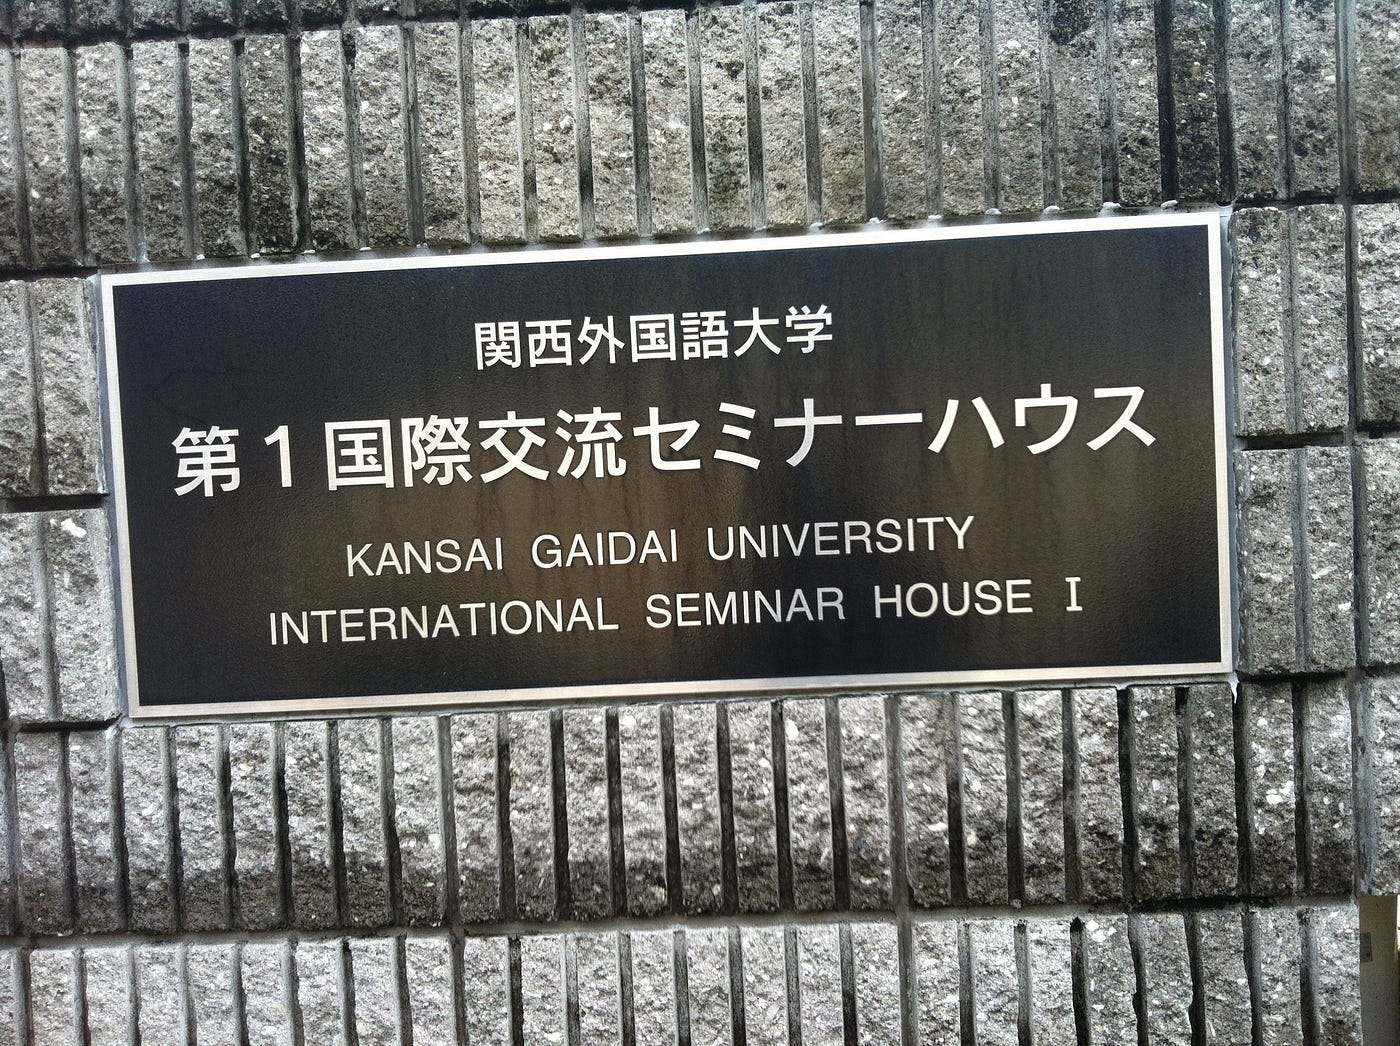 関西外国語大学
第1国際交流セミナーハウス
KANSAI GAIDAI UNIVERSITY
INTERNATIONAL SEMINAR HOUSE I